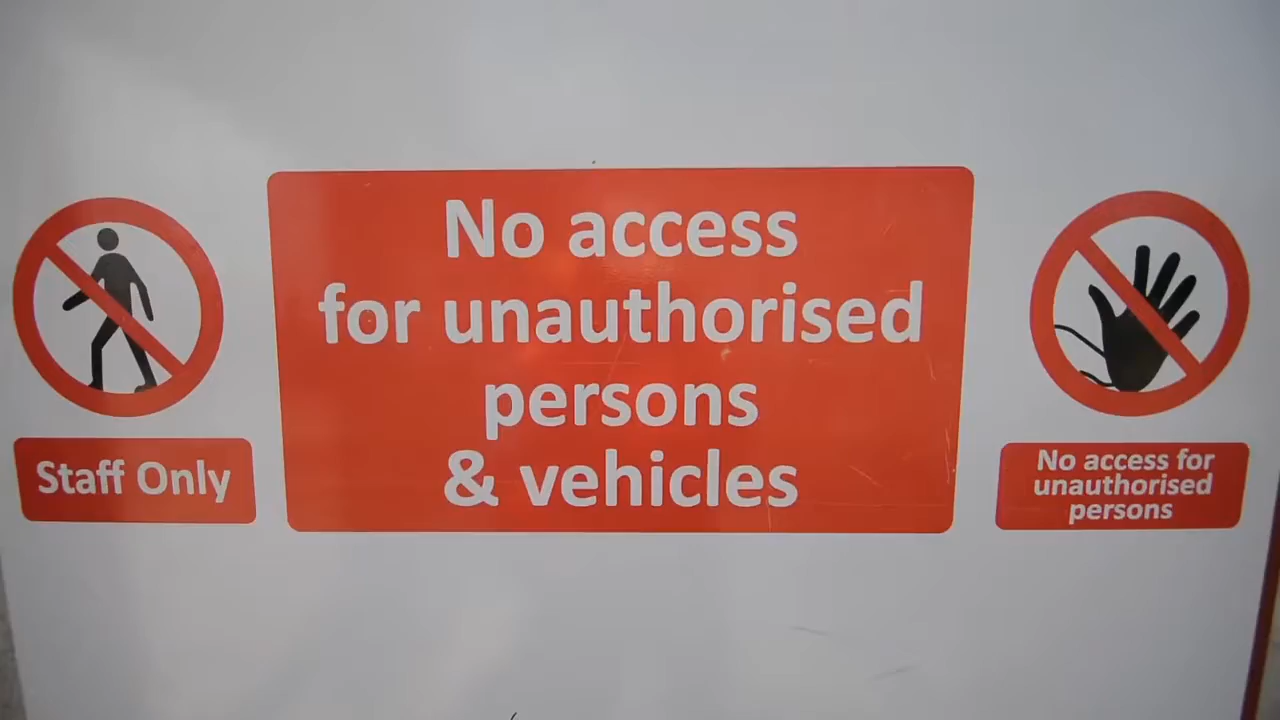 No access
for unauthorised
persons
& vehicles
Staff Only
No access for
unauthorised
persons